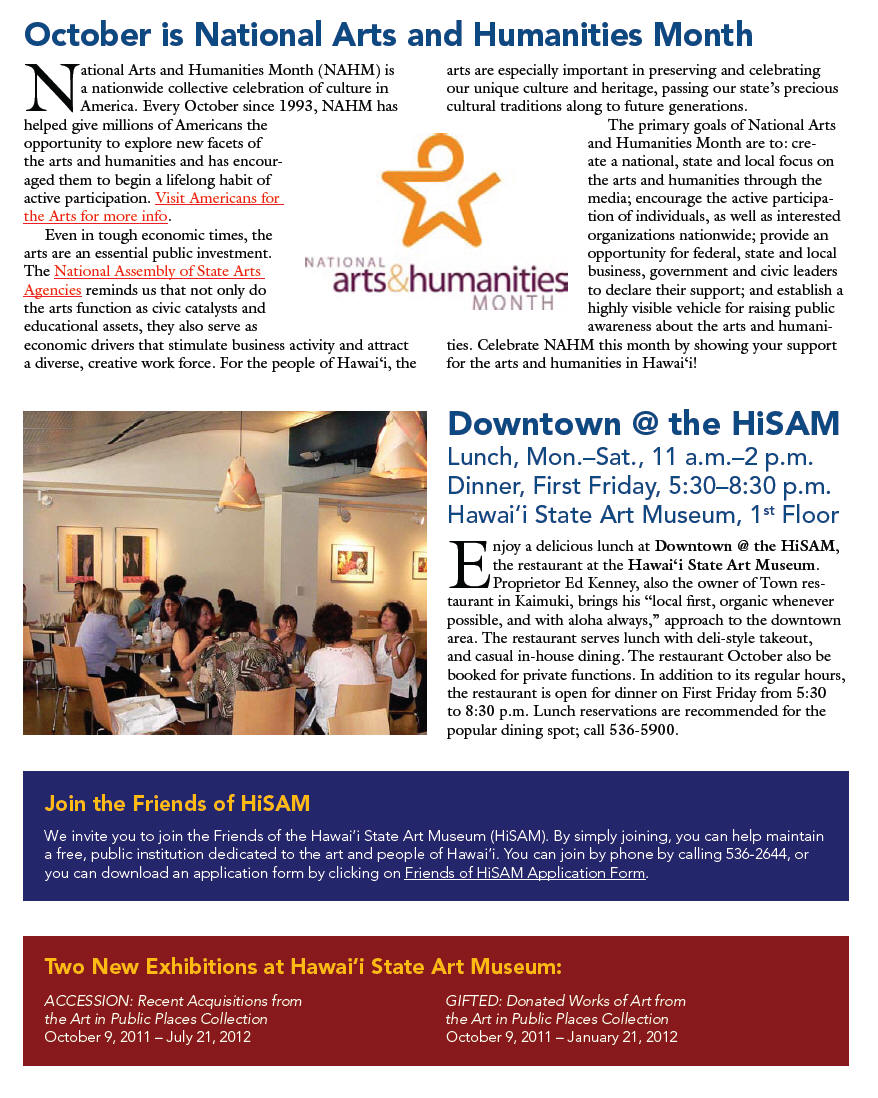 October is National Arts and Humanities Month
National Arts and Humanities Month (NAHM) is
a nationwide collective celebration of culture in
America. Every October since 1993, NAHM has
helped give millions of Americans the
opportunity to explore new facets of
the arts and humanities and has encour-
aged them to begin a lifelong habit of
active participation. Visit Americans for
the Arts for more info.
Even in tough economic times, the
arts are an essential public investment.
The National Assembly of State Arts
Agencies reminds us that not only do
the arts function as civic catalysts and
educational assets, they also serve as
economic drivers that stimulate business activity and attract
a diverse, creative work force. For the people of Hawai‘i, the
arts are especially important in preserving and celebrating
our unique culture and heritage, passing our state’s precious
cultural traditions along to future generations.
The primary goals of National Arts
and Humanities Month are to: cre-
ate a national, state and local focus on
the arts and humanities through the
media; encourage the active participa-
tion of individuals, as well as interested
organizations nationwide; provide an
opportunity for federal, state and local
business, government and civic leaders
to declare their support; and establish a
highly visible vehicle for raising public
awareness about the arts and humani-
ties. Celebrate NAHM this month by showing your support
for the arts and humanities in Hawai‘i!
NATIONAL
arts&humanities
MONTH
Downtown @ the HiSAM
Lunch, Mon.–Sat., 11 a.m.–2 p.m.
Dinner, First Friday, 5:30–8:30 p.m.
Hawai’i State Art Museum, 1st Floor
Enjoy a delicious lunch at Downtown @ the HiSAM,
the restaurant at the Hawai‘i State Art Museum.
Proprietor Ed Kenney, also the owner of Town res-
taurant in Kaimuki, brings his “local first, organic whenever
possible, and with aloha always,” approach to the downtown
area. The restaurant serves lunch with deli-style takeout,
and casual in-house dining. The restaurant October also be
booked for private functions. In addition to its regular hours,
the restaurant is open for dinner on First Friday from 5:30
to 8:30 p.m. Lunch reservations are recommended for the
popular dining spot; call 536-5900.
Join the Friends of HiSAM
We invite you to join the Friends of the Hawai’i State Art Museum (HiSAM). By simply joining, you can help maintain
a free, public institution dedicated to the art and people of Hawai’i. You can join by phone by calling 536-2644, or
you can download an application form by clicking on Friends of HiSAM Application Form.
Two New Exhibitions at Hawai’i State Art Museum:
ACCESSION: Recent Acquisitions from
the Art in Public Places Collection
October 9, 2011 – July 21, 2012
GIFTED: Donated Works of Art from
the Art in Public Places Collection
October 9, 2011 – January 21, 2012